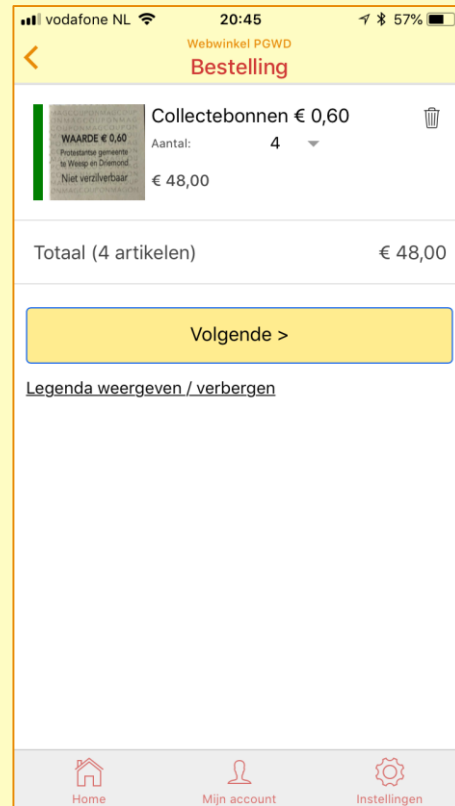 vodafone NL 20:45 57%
Webwinkel PGWD
Bestelling
Collectebonnen € 0,60
WAARDE € 0,60
Protestantse gemeente
te Weesp en Driemond
Niet verzilverbaar
Aantal: 4
€ 48,00
Totaal (4 artikelen) € 48,00
Volgende >
Legenda weergeven / verbergen
Home Mijn account Instellingen